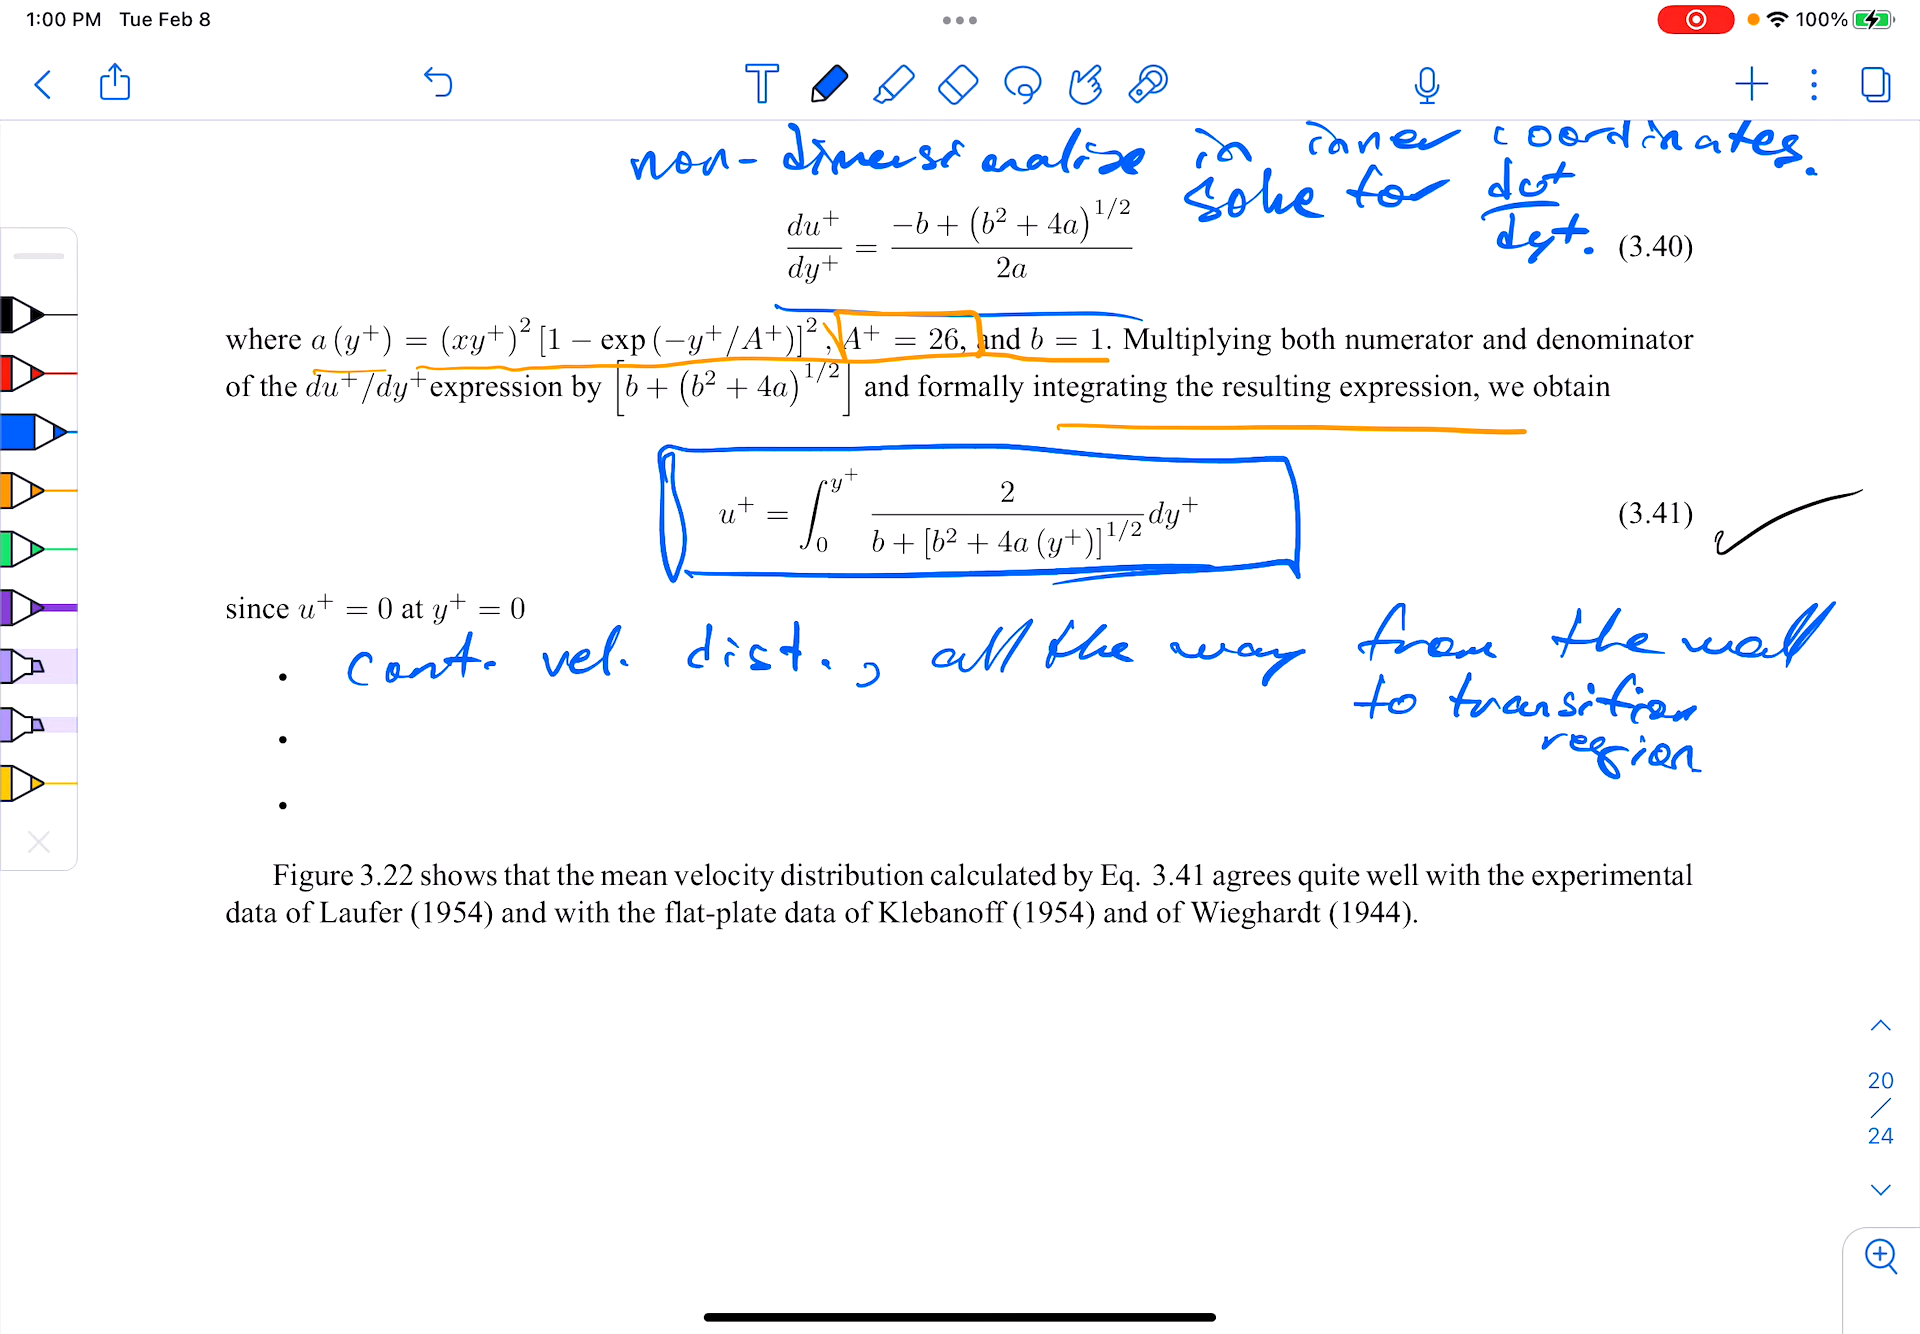 1:00 PM Tue Feb 8
100%
non-dimensionalize in inner coordinates.
solve for du+/dy+.
du+/dy+ = (−b + (b² + 4a)^1/2) / 2a (3.40)
where a (y+) = (xy+)² [1 − exp (−y+/A+)]², A+ = 26, and b = 1. Multiplying both numerator and denominator
of the du+/dy+expression by [b + (b² + 4a)^1/2] and formally integrating the resulting expression, we obtain
u+ = ∫₀^y+ 2 / (b + [b² + 4a (y+)]^1/2) dy+ (3.41)
since u+ = 0 at y+ = 0
• cont. vel. dist., all the way from the wall
to transition
region
•
•
Figure 3.22 shows that the mean velocity distribution calculated by Eq. 3.41 agrees quite well with the experimental
data of Laufer (1954) and with the flat-plate data of Klebanoff (1954) and of Wieghardt (1944).
20
/
24